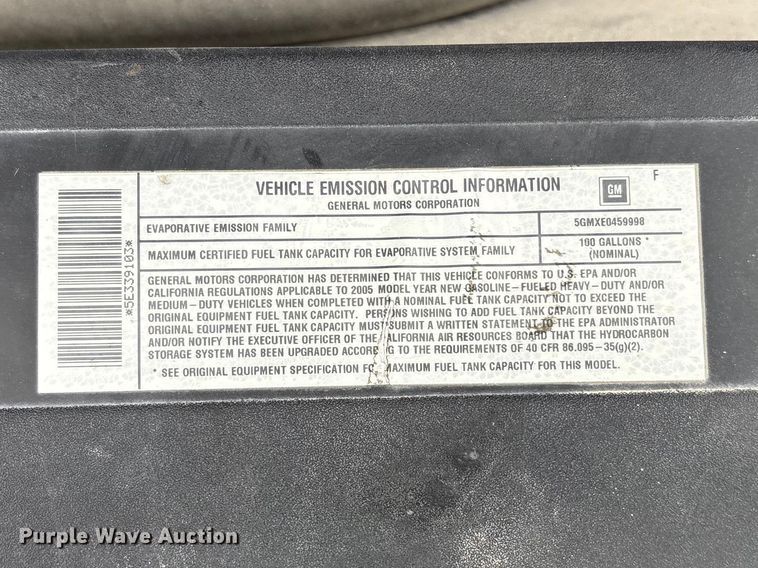 VEHICLE EMISSION CONTROL INFORMATION
GENERAL MOTORS CORPORATION
GM
F
EVAPORATIVE EMISSION FAMILY 5GMXE0459998
MAXIMUM CERTIFIED FUEL TANK CAPACITY FOR EVAPORATIVE SYSTEM FAMILY 100 GALLONS *
(NOMINAL)
GENERAL MOTORS CORPORATION HAS DETERMINED THAT THIS VEHICLE CONFORMS TO U.S. EPA AND/OR
CALIFORNIA REGULATIONS APPLICABLE TO 2005 MODEL YEAR NEW GASOLINE–FUELED HEAVY–DUTY AND/OR
MEDIUM–DUTY VEHICLES WHEN COMPLETED WITH A NOMINAL FUEL TANK CAPACITY NOT TO EXCEED THE
ORIGINAL EQUIPMENT FUEL TANK CAPACITY. PERSONS WISHING TO ADD FUEL TANK CAPACITY BEYOND THE
ORIGINAL EQUIPMENT FUEL TANK CAPACITY MUST SUBMIT A WRITTEN STATEMENT TO THE EPA ADMINISTRATOR
AND/OR NOTIFY THE EXECUTIVE OFFICER OF THE CALIFORNIA AIR RESOURCES BOARD THAT THE HYDROCARBON
STORAGE SYSTEM HAS BEEN UPGRADED ACCORDING TO THE REQUIREMENTS OF 40 CFR 86.095–35(g)(2).
* SEE ORIGINAL EQUIPMENT SPECIFICATION FOR MAXIMUM FUEL TANK CAPACITY FOR THIS MODEL.
*5E339103*
Purple Wave Auction